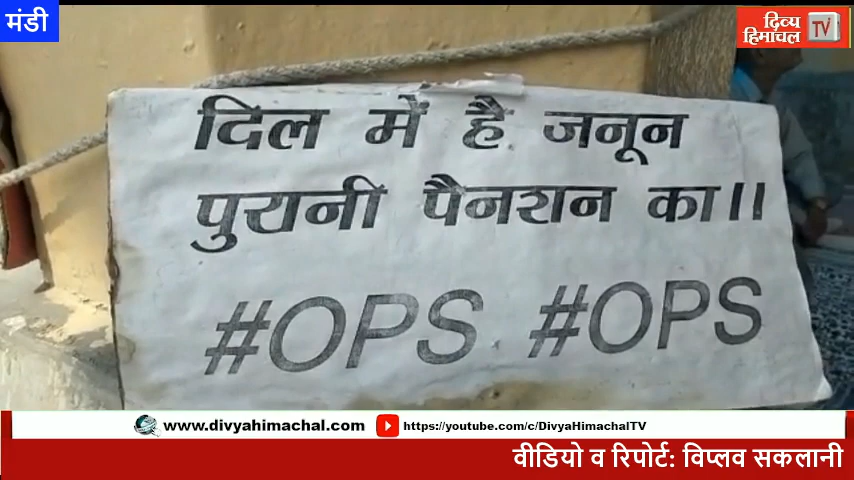 मंडी
दिव्य
हिमाचल
TV
दिल में है जनून
पुरानी पैनशन का॥
#OPS #OPS
www.divyahimachal.com
https://youtube.com/c/DivyaHimachalTV
वीडियो व रिपोर्ट: विप्लव सकलानी